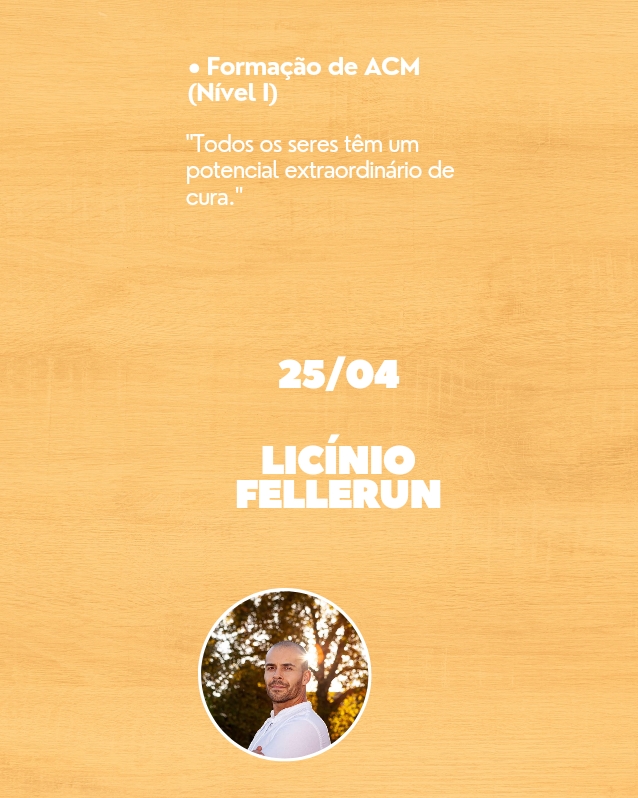 ● Formação de ACM
(Nível I)
"Todos os seres têm um
potencial extraordinário de
cura."
25/04
LICÍNIO
FELLERUN